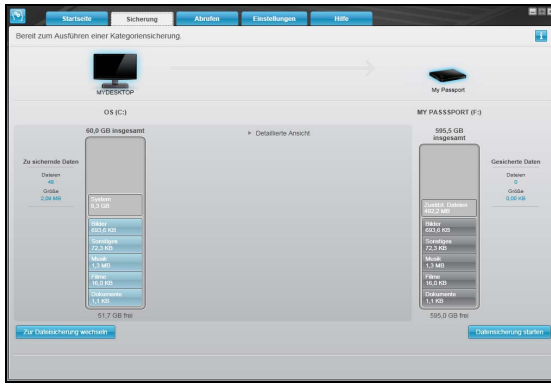 Startseite
Sicherung
Abrufen
Einstellungen
Hilfe
Bereit zum Ausführen einer Kategoriensicherung.
MYDESKTOP
My Passport
OS (C:)
MY PASSSPORT (F:)
60,0 GB insgesamt
Detaillierte Ansicht
595,5 GB
insgesamt
Zu sichernde Daten
Dateien
48
Größe
2,08 MB
System
8,3 GB
Bilder
693,6 KB
Sonstiges
72,3 KB
Musik
1,3 MB
Filme
16,0 KB
Dokumente
1,1 KB
51,7 GB frei
Zusätzl. Dateien
482,2 MB
Bilder
693,6 KB
Sonstiges
72,3 KB
Musik
1,3 MB
Filme
16,0 KB
Dokumente
1,1 KB
595,0 GB frei
Gesicherte Daten
Dateien
0
Größe
0,00 KB
Zur Dateisicherung wechseln
Datensicherung starten